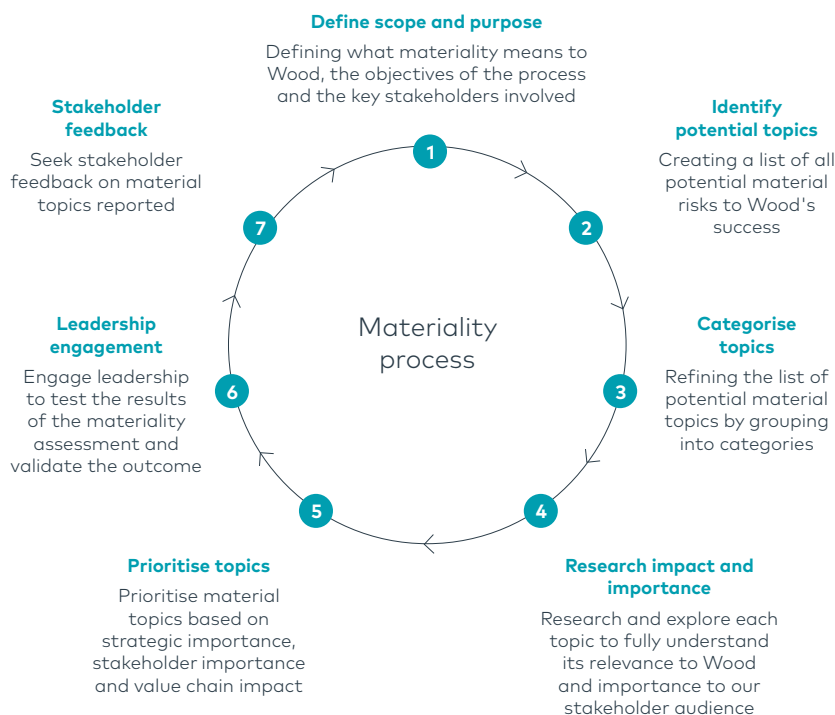 Define scope and purpose
Defining what materiality means to
Wood, the objectives of the process
and the key stakeholders involved
1
Identify
potential topics
Creating a list of all
potential material
risks to Wood's
success
2
Categorise
topics
Refining the list of
potential material
topics by grouping
into categories
3
Research impact and
importance
Research and explore each
topic to fully understand
its relevance to Wood
and importance to our
stakeholder audience
4
Prioritise topics
Prioritise material
topics based on
strategic importance,
stakeholder importance
and value chain impact
5
Leadership
engagement
Engage leadership
to test the results
of the materiality
assessment and
validate the outcome
6
Stakeholder
feedback
Seek stakeholder
feedback on material
topics reported
7
Materiality
process